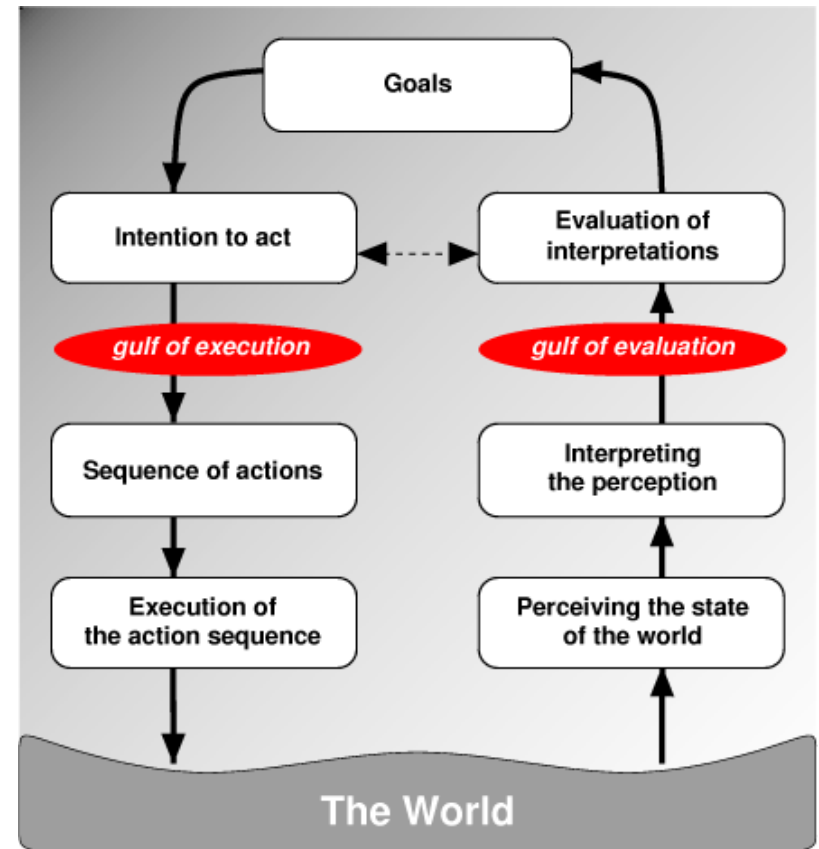 Goals
Intention to act
Evaluation of
interpretations
gulf of execution
gulf of evaluation
Sequence of actions
Interpreting
the perception
Execution of
the action sequence
Perceiving the state
of the world
The World